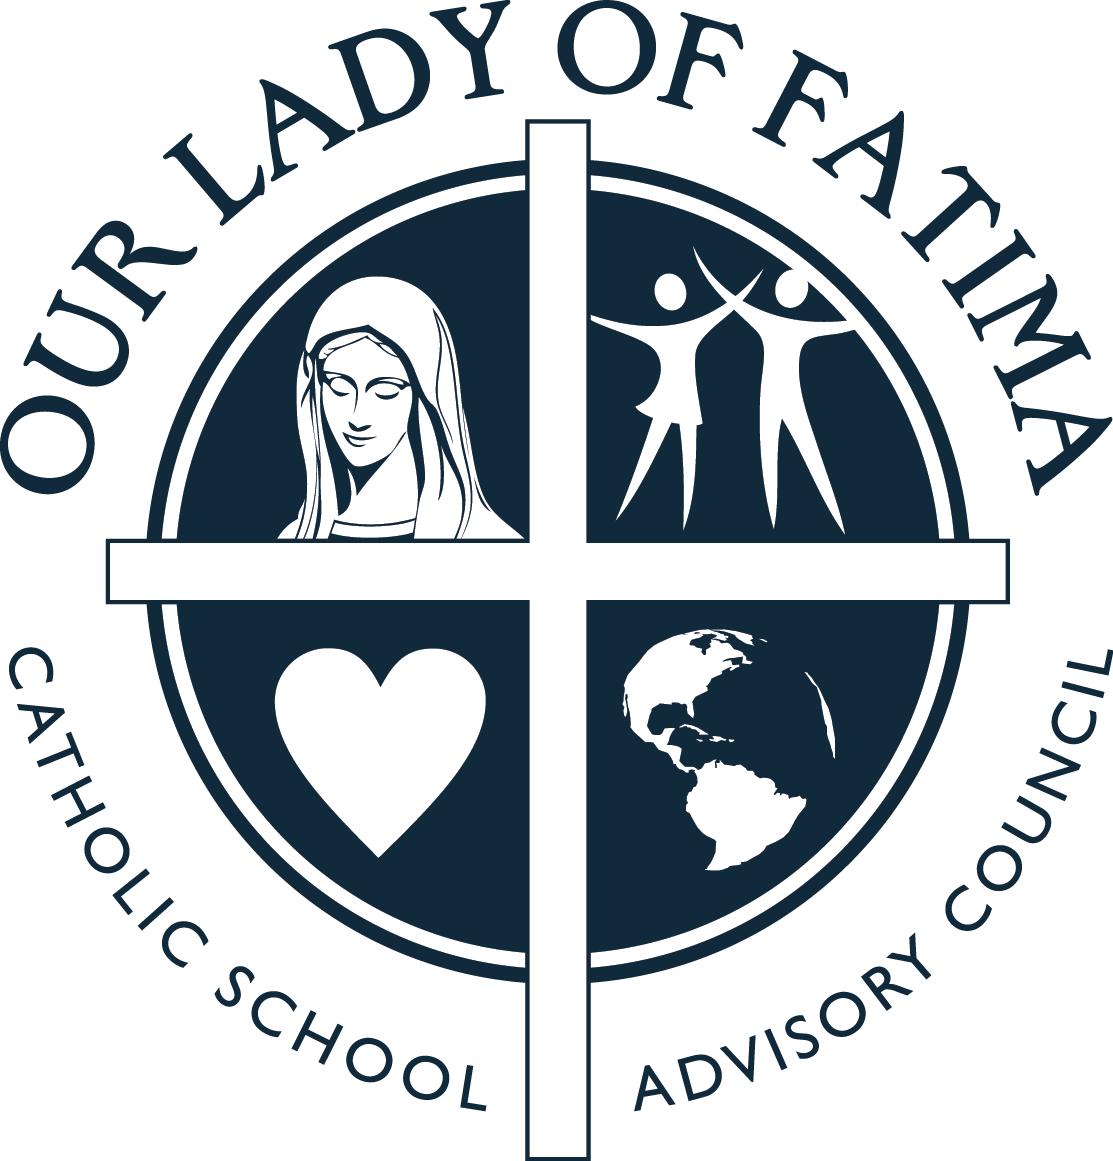 OUR LADY OF FATIMA
CATHOLIC SCHOOL
ADVISORY COUNCIL